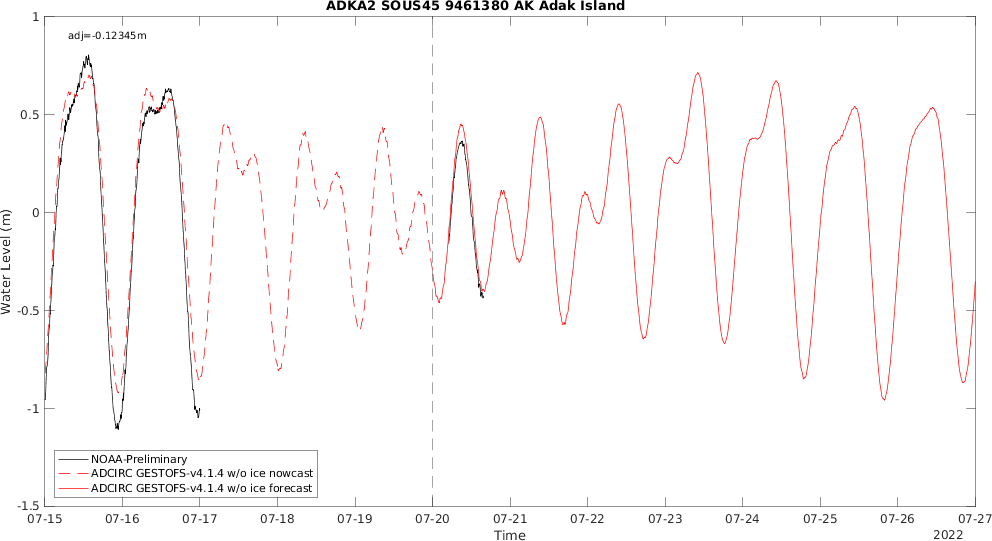 ADKA2 SOUS45 9461380 AK Adak Island
adj=-0.12345m
1
0.5
0
-0.5
-1
-1.5
Water Level (m)
NOAA-Preliminary
ADCIRC GESTOFS-v4.1.4 w/o ice nowcast
ADCIRC GESTOFS-v4.1.4 w/o ice forecast
07-15 07-16 07-17 07-18 07-19 07-20 07-21 07-22 07-23 07-24 07-25 07-26 07-27
Time
2022